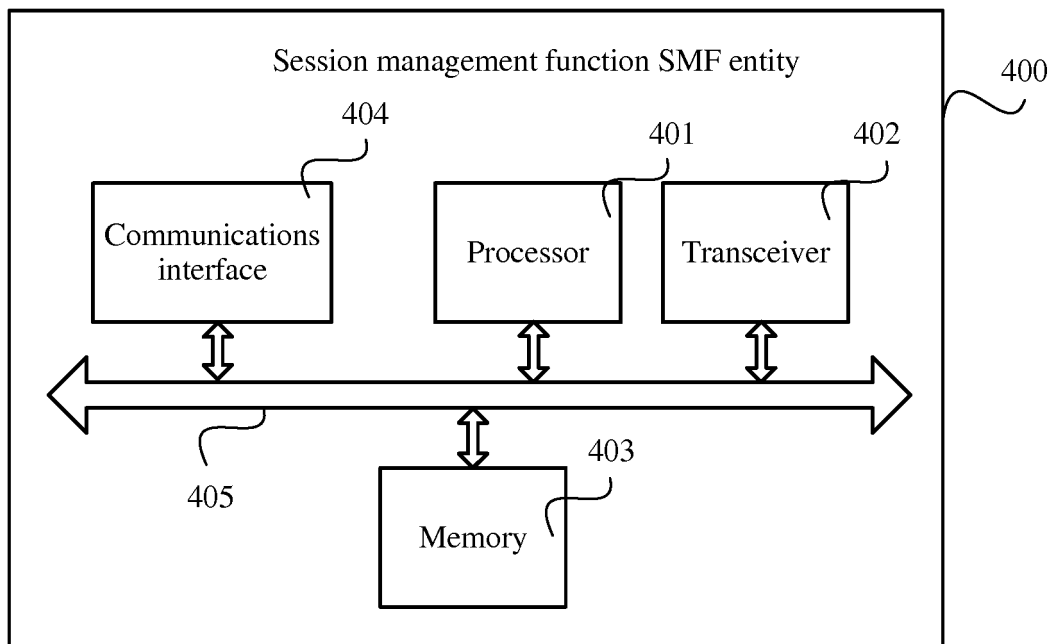 Session management function SMF entity
400
404
401
402
Communications
interface
Processor
Transceiver
405
403
Memory